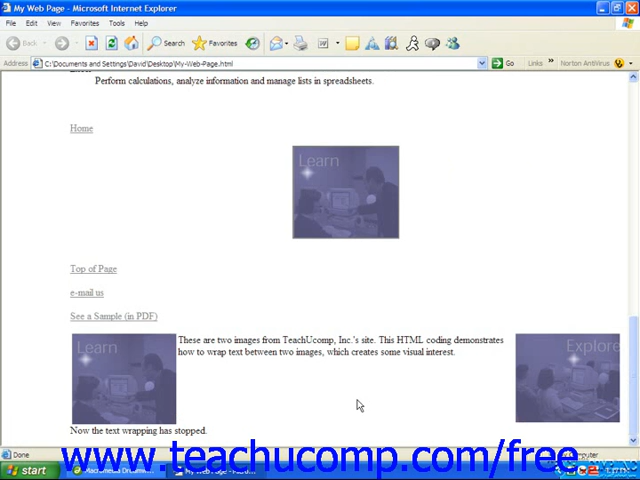 My Web Page - Microsoft Internet Explorer
File Edit View Favorites Tools Help
Back Search Favorites
Address C:\Documents and Settings\David\Desktop\My-Web-Page.html Go Links » Norton AntiVirus
Perform calculations, analyze information and manage lists in spreadsheets.
Home
Learn
Top of Page
e-mail us
See a Sample (in PDF)
Learn
These are two images from TeachUcomp, Inc.'s site. This HTML coding demonstrates
how to wrap text between two images, which creates some visual interest.
Explore
Now the text wrapping has stopped.
Done
www.teachucomp.com/free
start